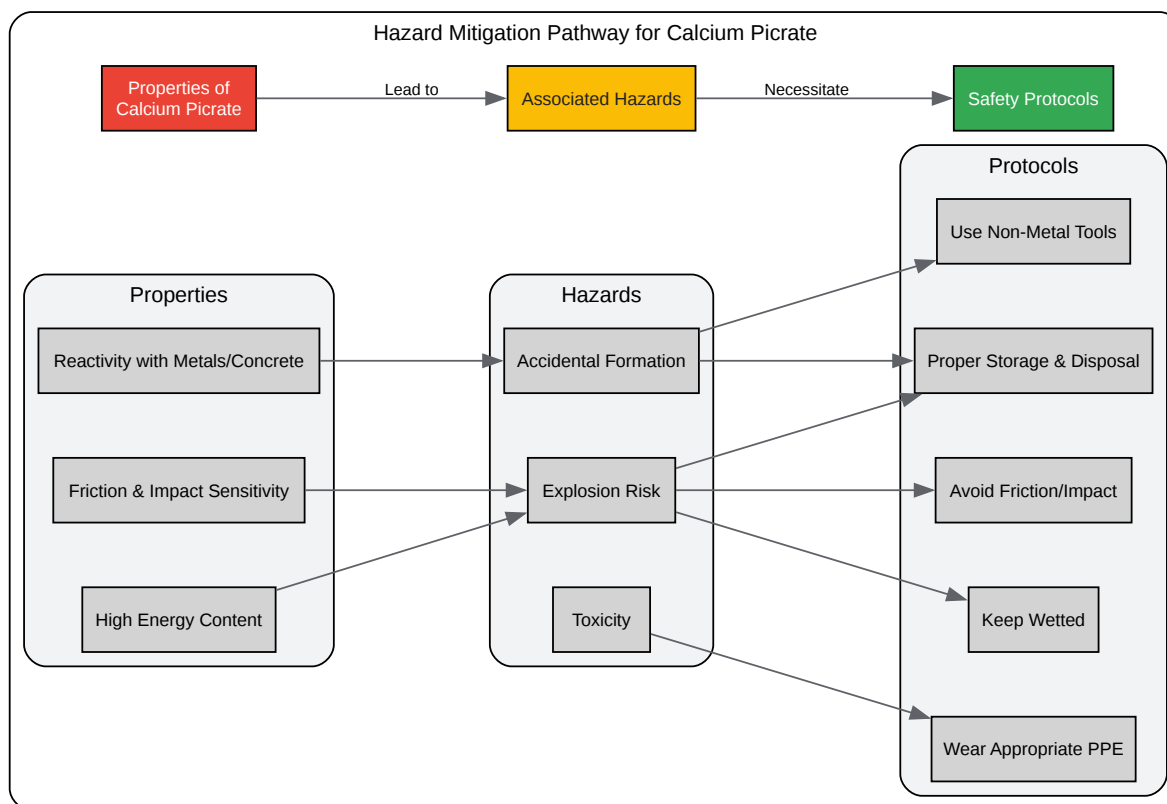 Hazard Mitigation Pathway for Calcium Picrate
Properties of
Calcium Picrate
Lead to
Associated Hazards
Necessitate
Safety Protocols
Properties
Reactivity with Metals/Concrete
Friction & Impact Sensitivity
High Energy Content
Hazards
Accidental Formation
Explosion Risk
Toxicity
Protocols
Use Non-Metal Tools
Proper Storage & Disposal
Avoid Friction/Impact
Keep Wetted
Wear Appropriate PPE